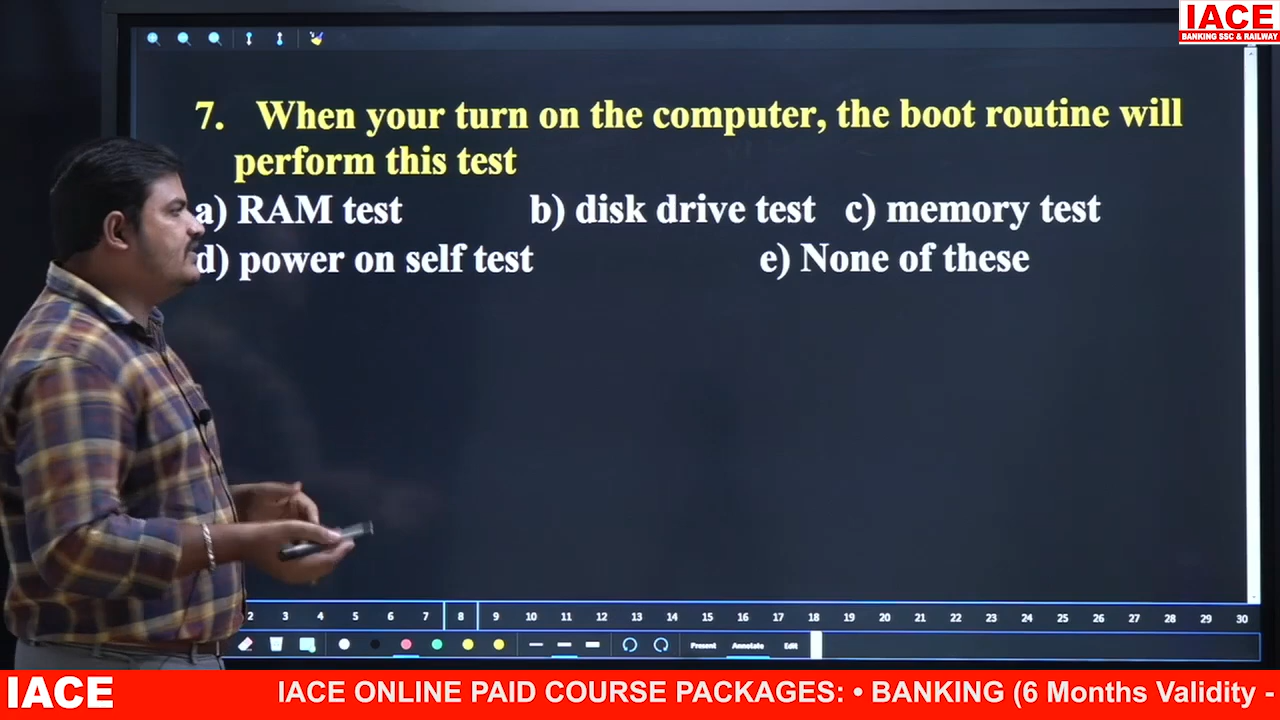 IACE
BANKING SSC & RAILWAY
7. When your turn on the computer, the boot routine will
perform this test
a) RAM test b) disk drive test c) memory test
d) power on self test e) None of these
2 3 4 5 6 7 8 9 10 11 12 13 14 15 16 17 18 19 20 21 22 23 24 25 26 27 28 29 30
Present Annotate Edit
IACE IACE ONLINE PAID COURSE PACKAGES: • BANKING (6 Months Validity -